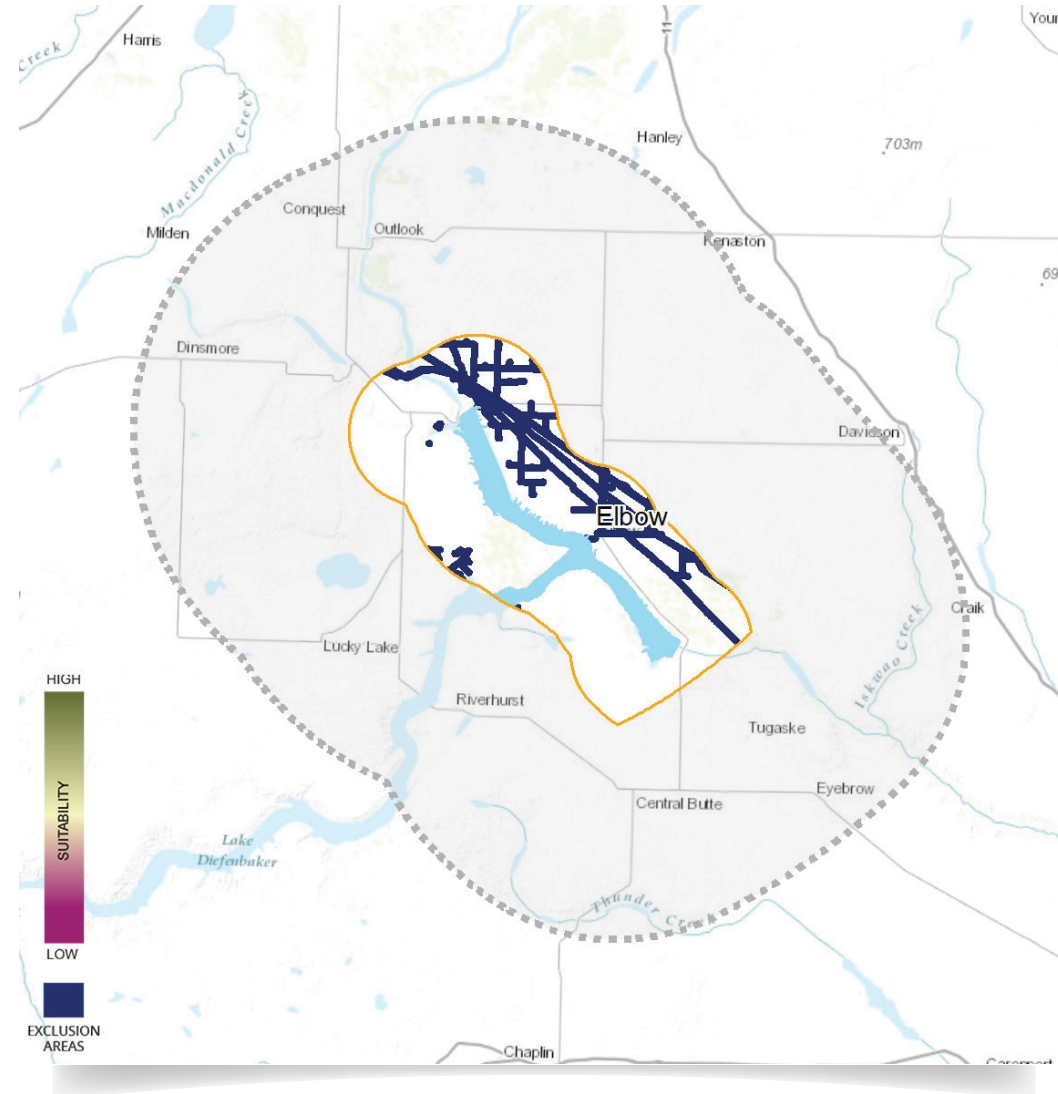 Harris
Creek
11
Your
Hanley
703m
Macdonald Creek
Conquest
Outlook
Milden
Kenaston
69
Dinsmore
Davidson
Elbow
Craik
Iskwao Creek
Lucky Lake
Riverhurst
Tugaske
Eyebrow
Central Butte
HIGH
SUITABILITY
LOW
Lake
Diefenbaker
Thunder Creek
EXCLUSION
AREAS
Chaplin